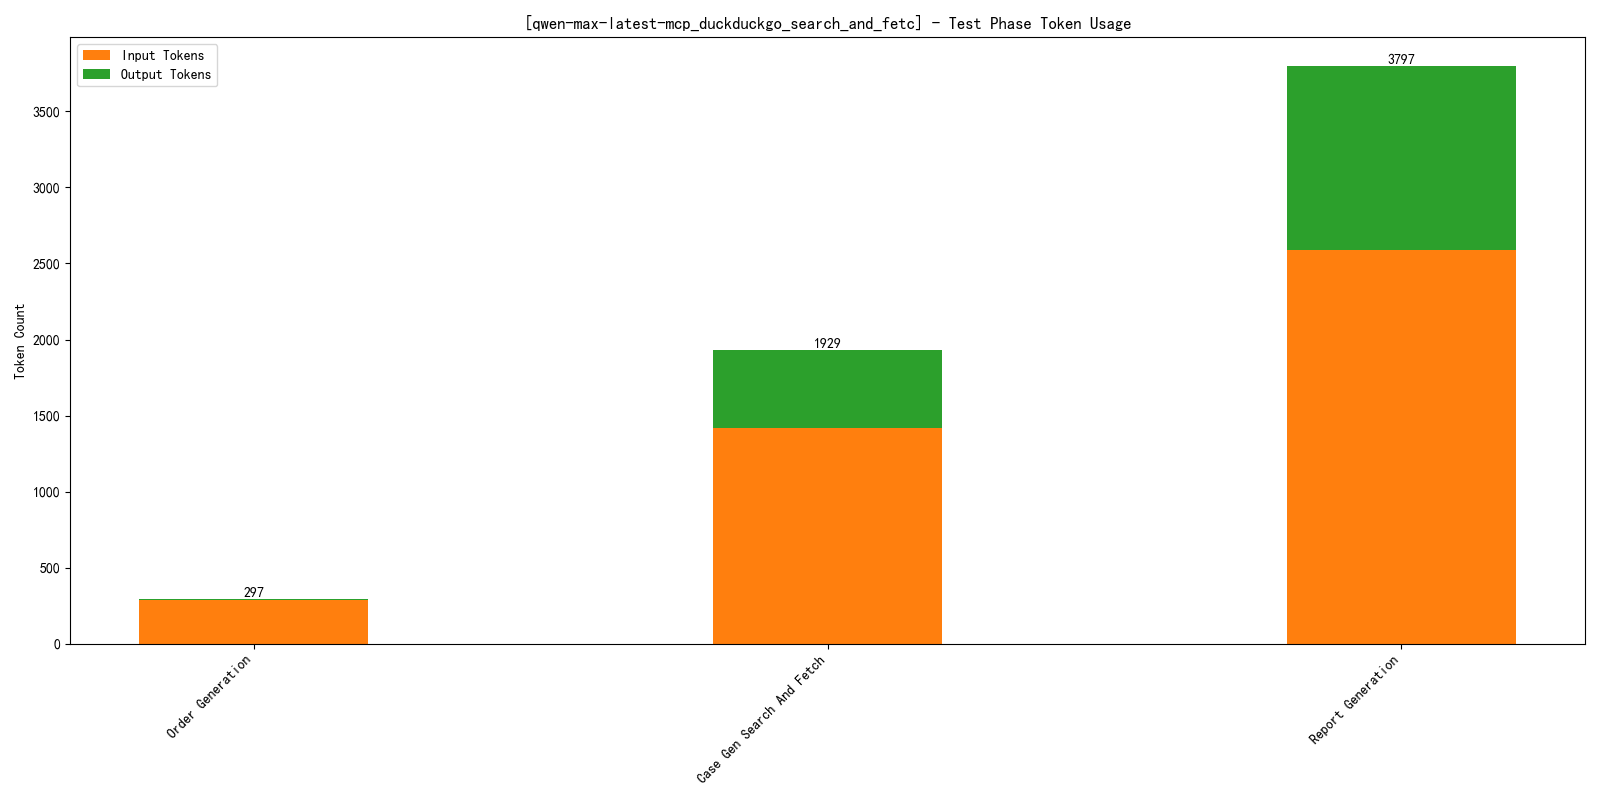 [qwen-max-latest-mcp_duckduckgo_search_and_fetc] - Test Phase Token Usage
Input Tokens
Output Tokens
3797
1929
297
Token Count
3500
3000
2500
2000
1500
1000
500
0
Order Generation
Case Gen Search And Fetch
Report Generation